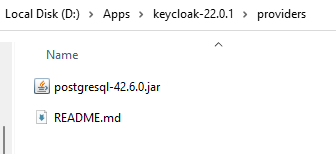 Local Disk (D:) > Apps > keycloak-22.0.1 > providers
Name
postgresql-42.6.0.jar
README.md